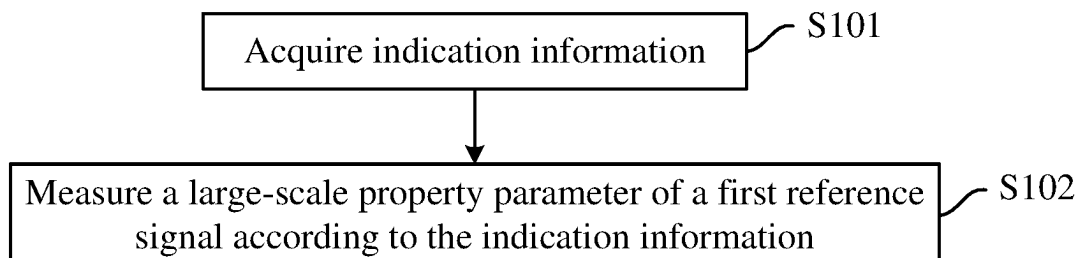 Acquire indication information
S101
Measure a large-scale property parameter of a first reference
signal according to the indication information
S102